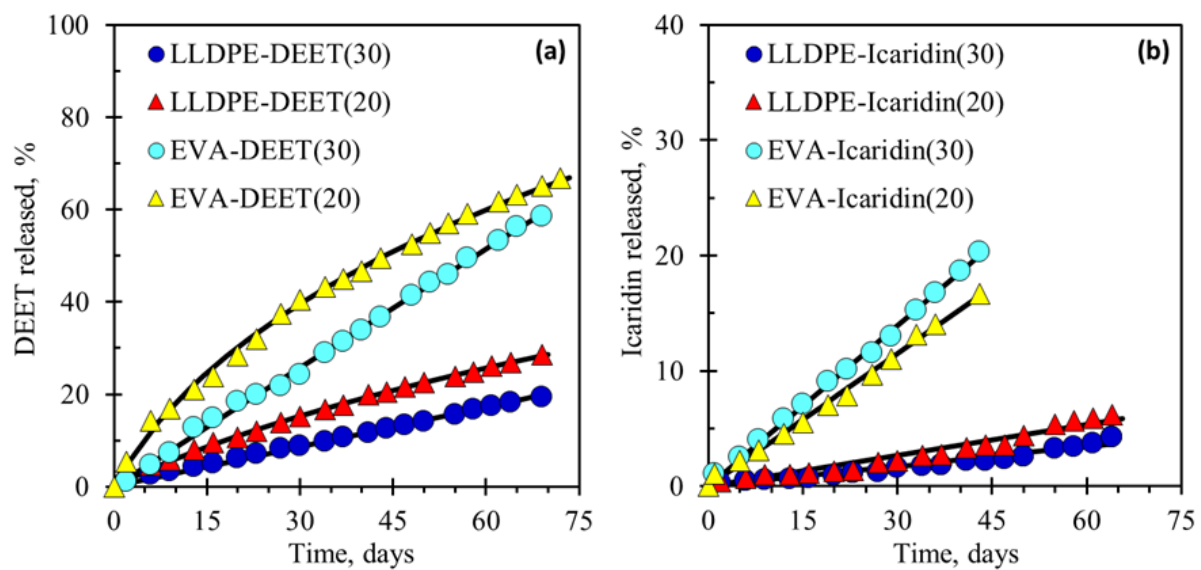 100
80
60
40
20
0
DEET released, %
LLDPE-DEET(30)
LLDPE-DEET(20)
EVA-DEET(30)
EVA-DEET(20)
(a)
0 15 30 45 60 75
Time, days
40
30
20
10
0
Icaridin released, %
LLDPE-Icaridin(30)
LLDPE-Icaridin(20)
EVA-Icaridin(30)
EVA-Icaridin(20)
(b)
0 15 30 45 60 75
Time, days